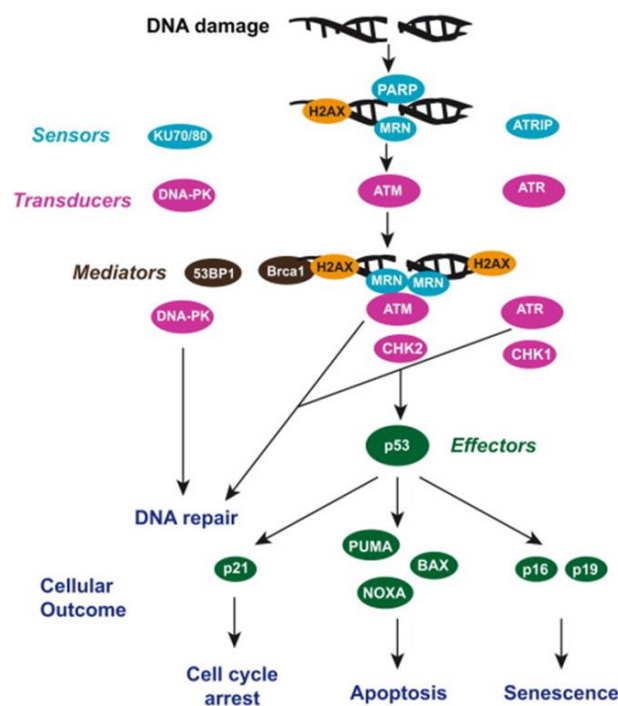 DNA damage
PARP
H2AX
MRN
Sensors
KU70/80
ATRIP
Transducers
DNA-PK
ATM
ATR
Mediators
53BP1
Brca1
H2AX
H2AX
MRN
MRN
DNA-PK
ATM
ATR
CHK2
CHK1
p53
Effectors
DNA repair
PUMA
p21
BAX
p16
p19
NOXA
Cellular
Outcome
Cell cycle
arrest
Apoptosis
Senescence